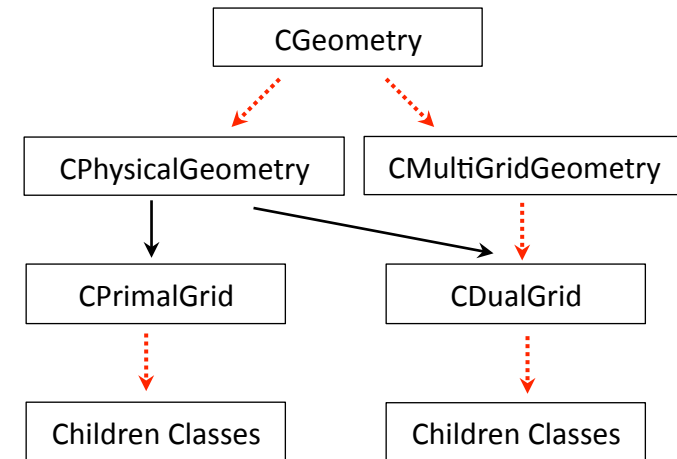 CGeometry
CPhysicalGeometry
CMultiGridGeometry
CPrimalGrid
CDualGrid
Children Classes
Children Classes